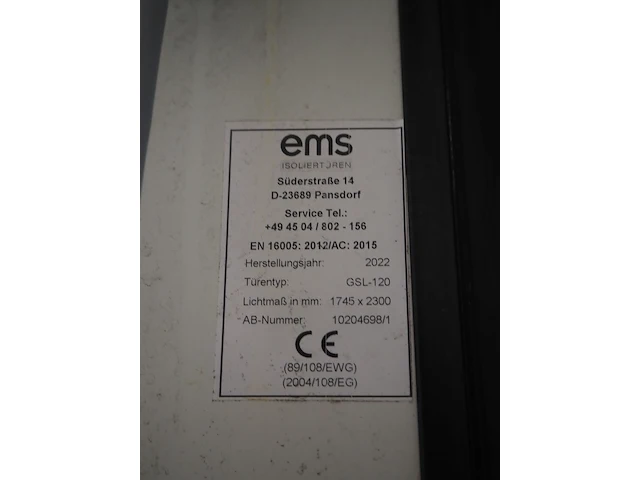 ems
ISOLIERTÜREN
Süderstraße 14
D-23689 Pansdorf
Service Tel.:
+49 45 04 / 802 - 156
EN 16005: 2012/AC: 2015
Herstellungsjahr: 2022
Türentyp: GSL-120
Lichtmaß in mm: 1745 x 2300
AB-Nummer: 10204698/1
CE
(89/108/EWG)
(2004/108/EG)